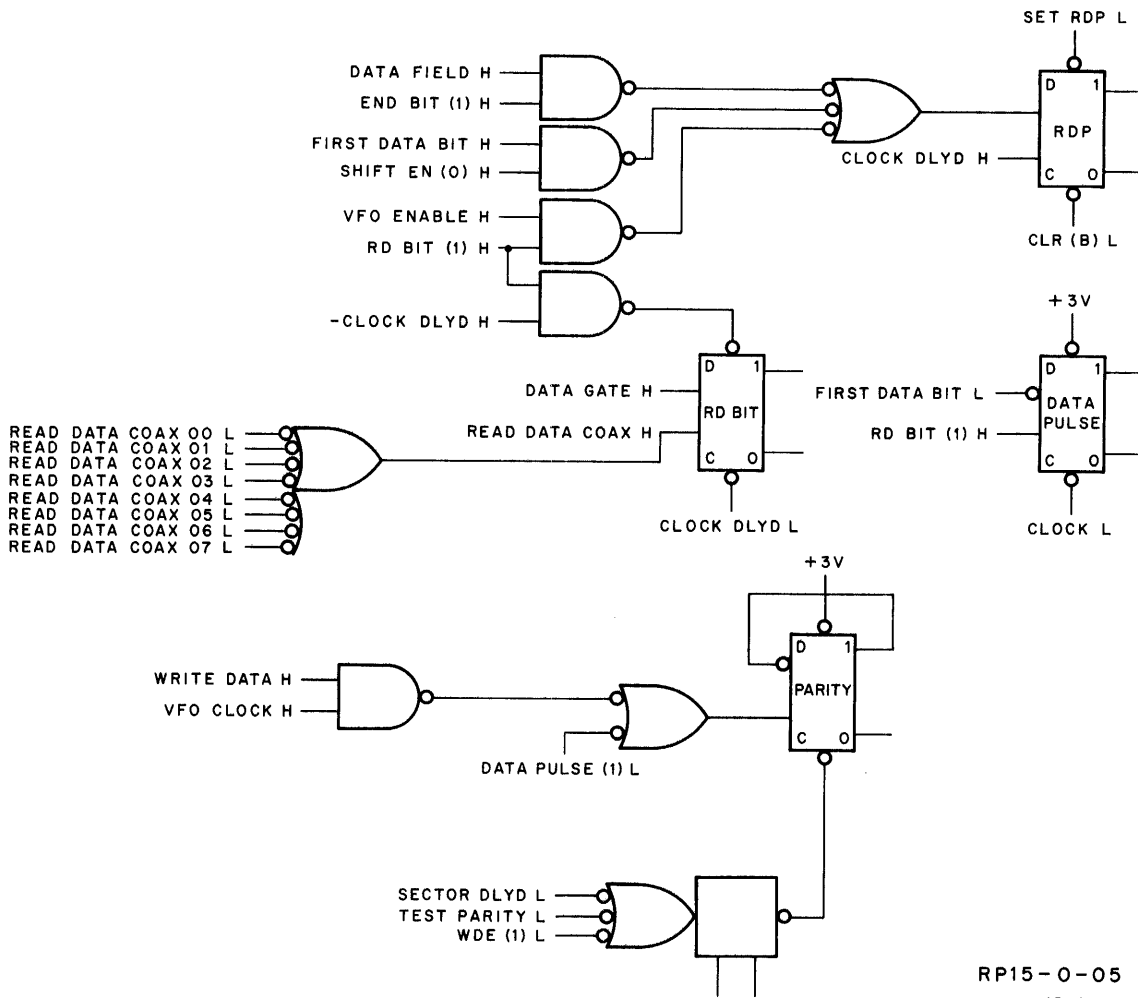 SET RDP L
DATA FIELD H
END BIT (1) H
D 1
RDP
C 0
FIRST DATA BIT H
SHIFT EN (0) H
CLOCK DLYD H
VFO ENABLE H
RD BIT (1) H
CLR (B) L
-CLOCK DLYD H
+3V
D 1
RD BIT
C 0
DATA GATE H
READ DATA COAX H
CLOCK DLYD L
D 1
DATA
PULSE
C 0
FIRST DATA BIT L
RD BIT (1) H
CLOCK L
READ DATA COAX 00 L
READ DATA COAX 01 L
READ DATA COAX 02 L
READ DATA COAX 03 L
READ DATA COAX 04 L
READ DATA COAX 05 L
READ DATA COAX 06 L
READ DATA COAX 07 L
+3V
D 1
PARITY
C 0
WRITE DATA H
VFO CLOCK H
DATA PULSE (1) L
SECTOR DLYD L
TEST PARITY L
WDE (1) L
RP15-0-05